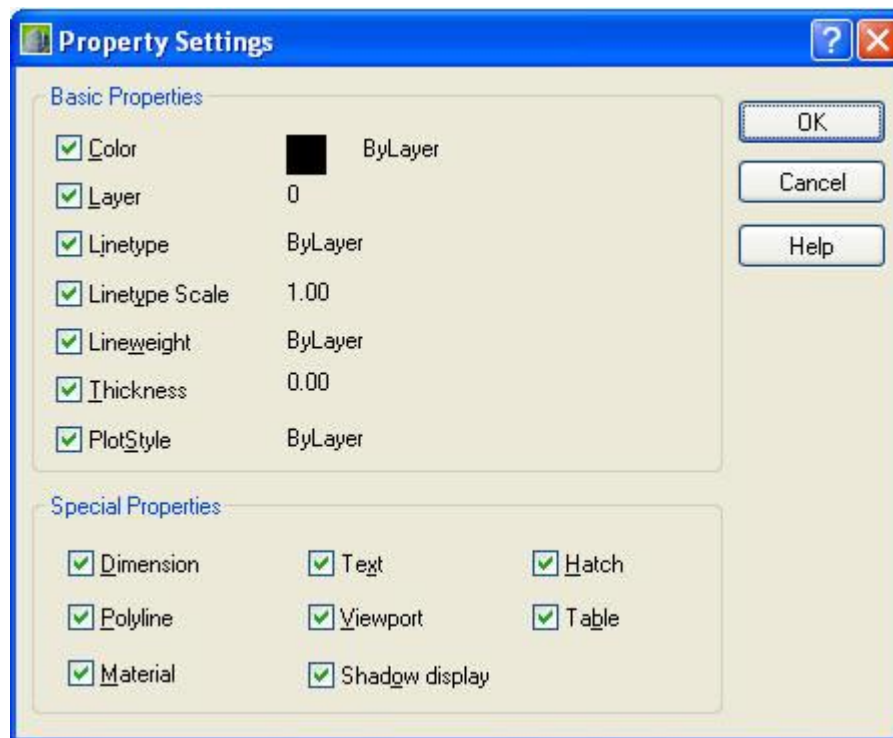 Property Settings
Basic Properties
Color ByLayer
Layer 0
Linetype ByLayer
Linetype Scale 1.00
Lineweight ByLayer
Thickness 0.00
PlotStyle ByLayer
OK
Cancel
Help
Special Properties
Dimension Text Hatch
Polyline Viewport Table
Material Shadow display